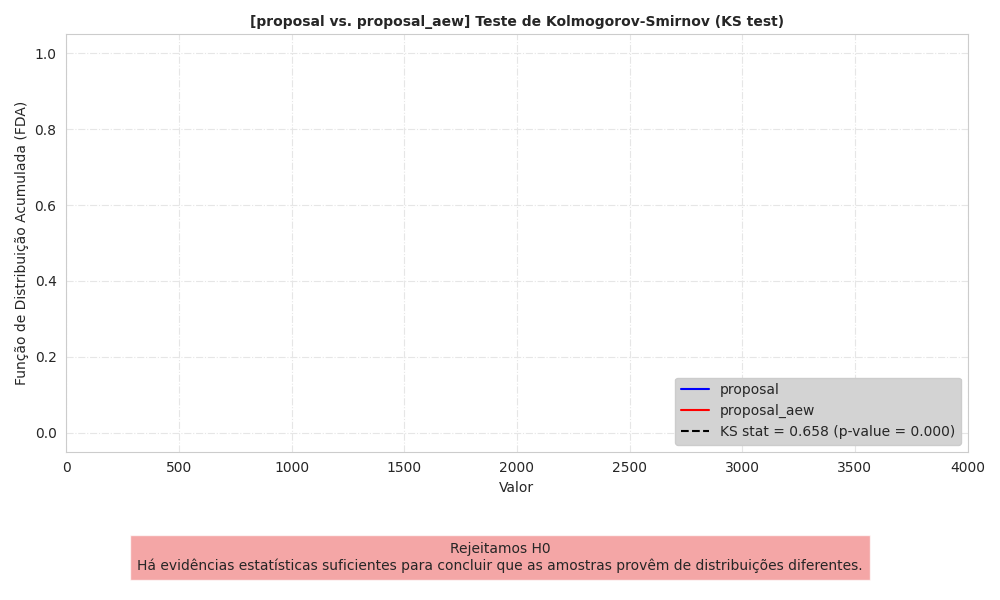 [proposal vs. proposal_aew] Teste de Kolmogorov-Smirnov (KS test)
Função de Distribuição Acumulada (FDA)
1.0
0.8
0.6
0.4
0.2
0.0
proposal
proposal_aew
KS stat = 0.658 (p-value = 0.000)
0 500 1000 1500 2000 2500 3000 3500 4000
Valor
Rejeitamos H0
Há evidências estatísticas suficientes para concluir que as amostras provêm de distribuições diferentes.